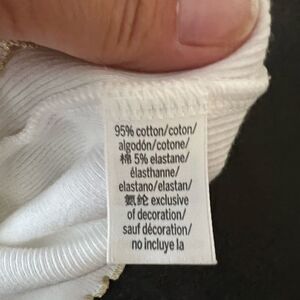 95% cotton/coton/
algodón/cotone/
棉 5% elastane/
élasthanne/
elastano/elastan/
氨纶 exclusive
of decoration/
sauf décoration/
no incluye la